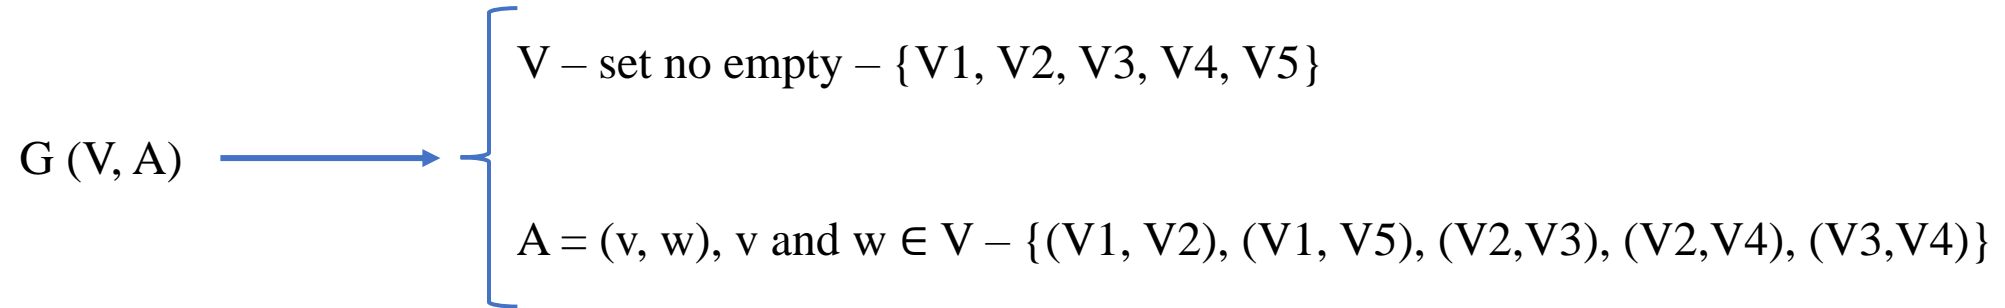 V – set no empty – {V1, V2, V3, V4, V5}
G (V, A)
A = (v, w), v and w ∈ V – {(V1, V2), (V1, V5), (V2,V3), (V2,V4), (V3,V4)}